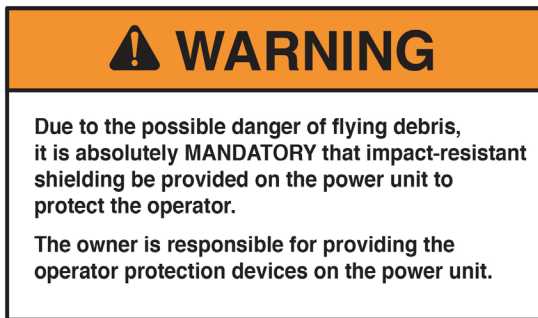 WARNING
Due to the possible danger of flying debris,
it is absolutely MANDATORY that impact-resistant
shielding be provided on the power unit to
protect the operator.
The owner is responsible for providing the
operator protection devices on the power unit.